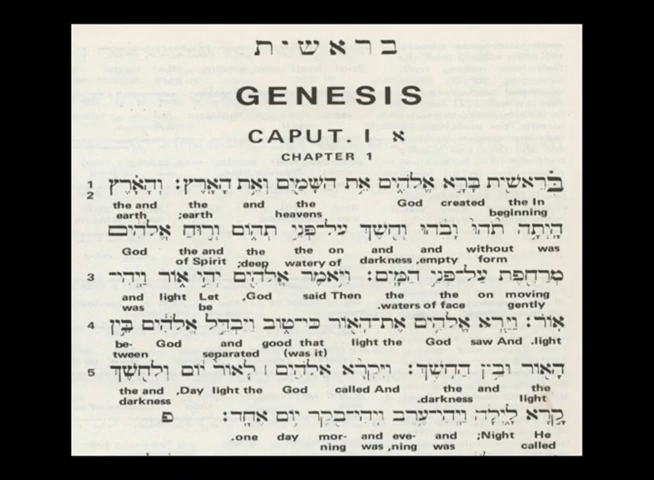 בראשית
GENESIS
CAPUT. I א
CHAPTER 1
1 בְּרֵאשִׁית בָּרָא אֱלֹהִים אֵת הַשָּׁמַיִם וְאֵת הָאָרֶץ: וְהָאָרֶץ
2 the and the and the God created the In
earth ;earth heavens beginning
הָיְתָה תֹהוּ וָבֹהוּ וְחֹשֶׁךְ עַל־פְּנֵי תְהוֹם וְרוּחַ אֱלֹהִים
God the and the the on and and without was
of Spirit ;deep watery of darkness ,empty form
3 מְרַחֶפֶת עַל־פְּנֵי הַמָּיִם: וַיֹּאמֶר אֱלֹהִים יְהִי אוֹר וַיְהִי־
and light Let ,God said Then the the on moving
was be .waters of face gently
4 אוֹר: וַיַּרְא אֱלֹהִים אֶת־הָאוֹר כִּי־טוֹב וַיַּבְדֵּל אֱלֹהִים בֵּין
be- God and good that light the God saw And .light
tween separated (was it)
5 הָאוֹר וּבֵין הַחֹשֶׁךְ: וַיִּקְרָא אֱלֹהִים ׀ לָאוֹר יוֹם וְלַחֹשֶׁךְ
the and ,Day light the God called And the and the
darkness .darkness light
קָרָא לָיְלָה וַיְהִי־עֶרֶב וַיְהִי־בֹקֶר יוֹם אֶחָד: פ
.one day mor- and eve- and ;Night He
ning was ,ning was called